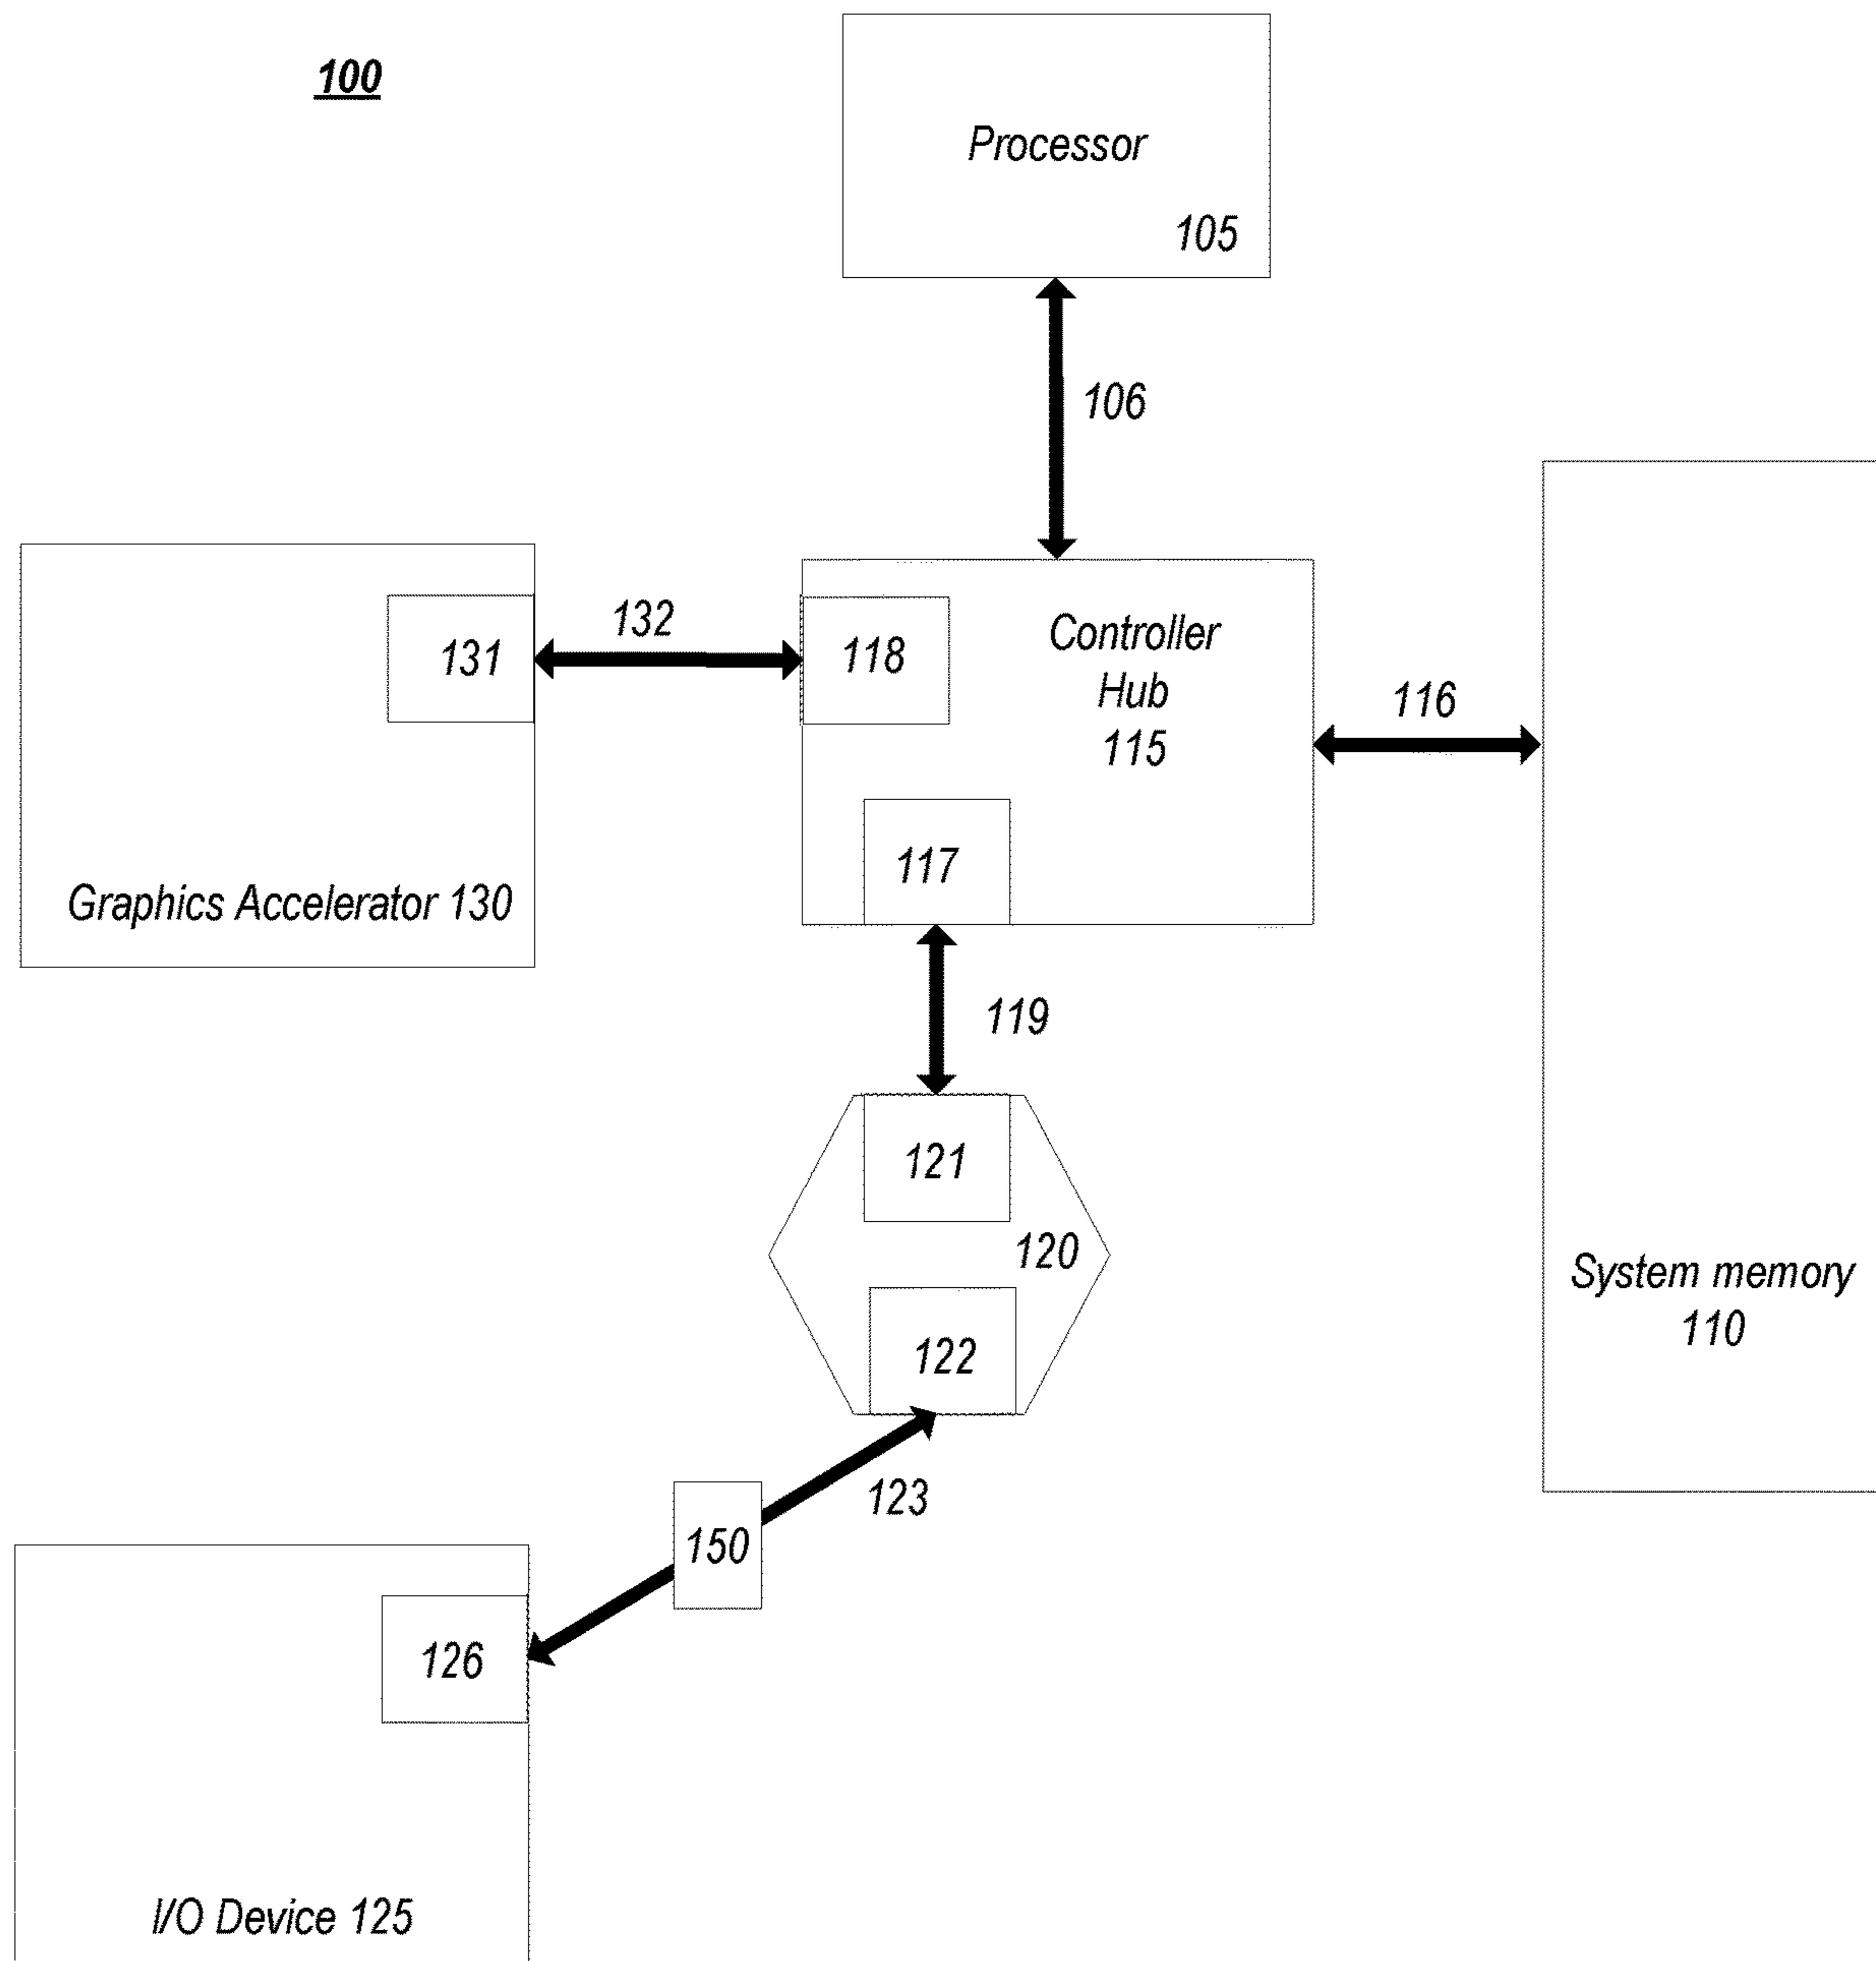 100
Processor
105
106
131
132
118
Controller
Hub
115
116
117
Graphics Accelerator 130
119
121
120
System memory
110
122
123
150
126
I/O Device 125